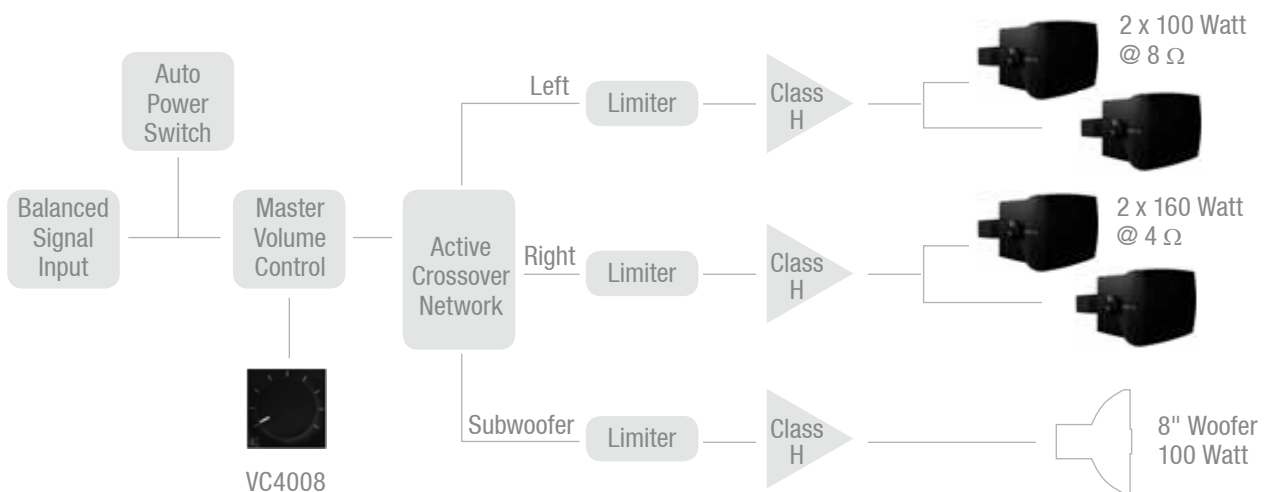 Auto
Power
Switch
Balanced
Signal
Input
Master
Volume
Control
VC4008
Active
Crossover
Network
Left
Limiter
Class
H
2 x 100 Watt
@ 8 Ω
Right
Limiter
Class
H
2 x 160 Watt
@ 4 Ω
Subwoofer
Limiter
Class
H
8" Woofer
100 Watt